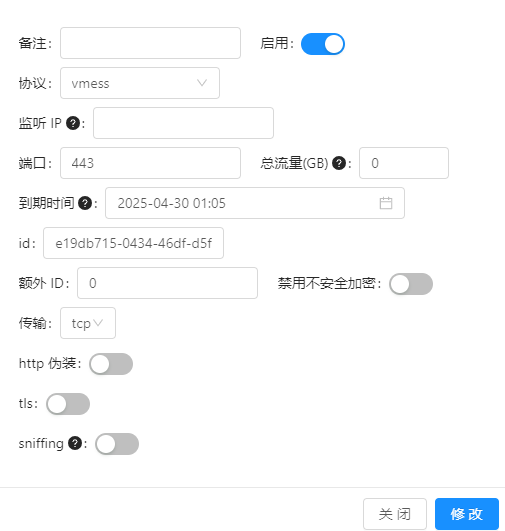 备注: 启用:
协议: vmess
监听 IP ?:
端口: 443 总流量(GB) ?: 0
到期时间 ?: 2025-04-30 01:05
id: e19db715-0434-46df-d5f
额外 ID: 0 禁用不安全加密:
传输: tcp
http 伪装:
tls:
sniffing ?:
关 闭 修 改